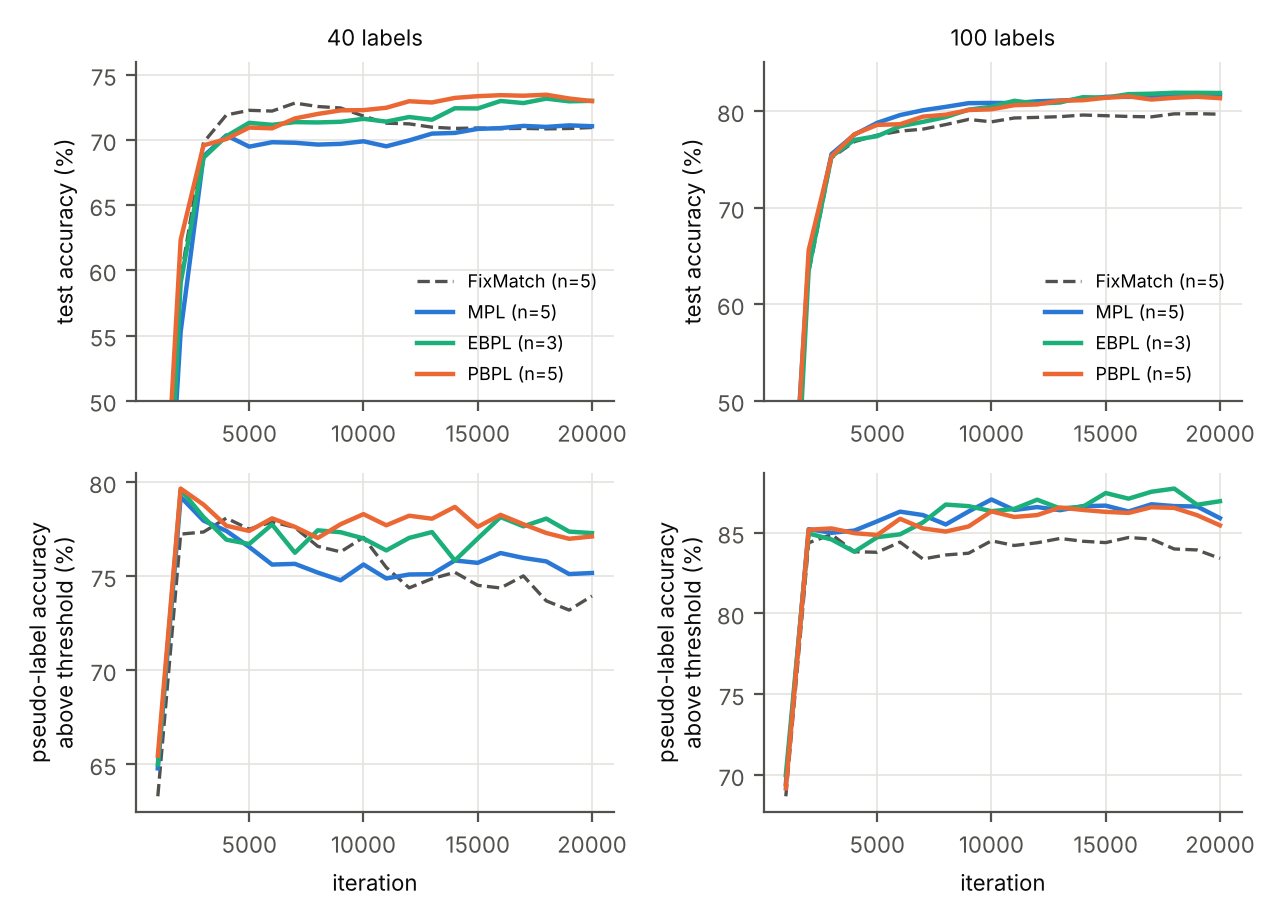 40 labels
test accuracy (%)
75
70
65
60
55
50
5000 10000 15000 20000
FixMatch (n=5)
MPL (n=5)
EBPL (n=3)
PBPL (n=5)
100 labels
test accuracy (%)
80
70
60
50
5000 10000 15000 20000
FixMatch (n=5)
MPL (n=5)
EBPL (n=3)
PBPL (n=5)
pseudo-label accuracy
above threshold (%)
80
75
70
65
5000 10000 15000 20000
iteration
pseudo-label accuracy
above threshold (%)
85
80
75
70
5000 10000 15000 20000
iteration